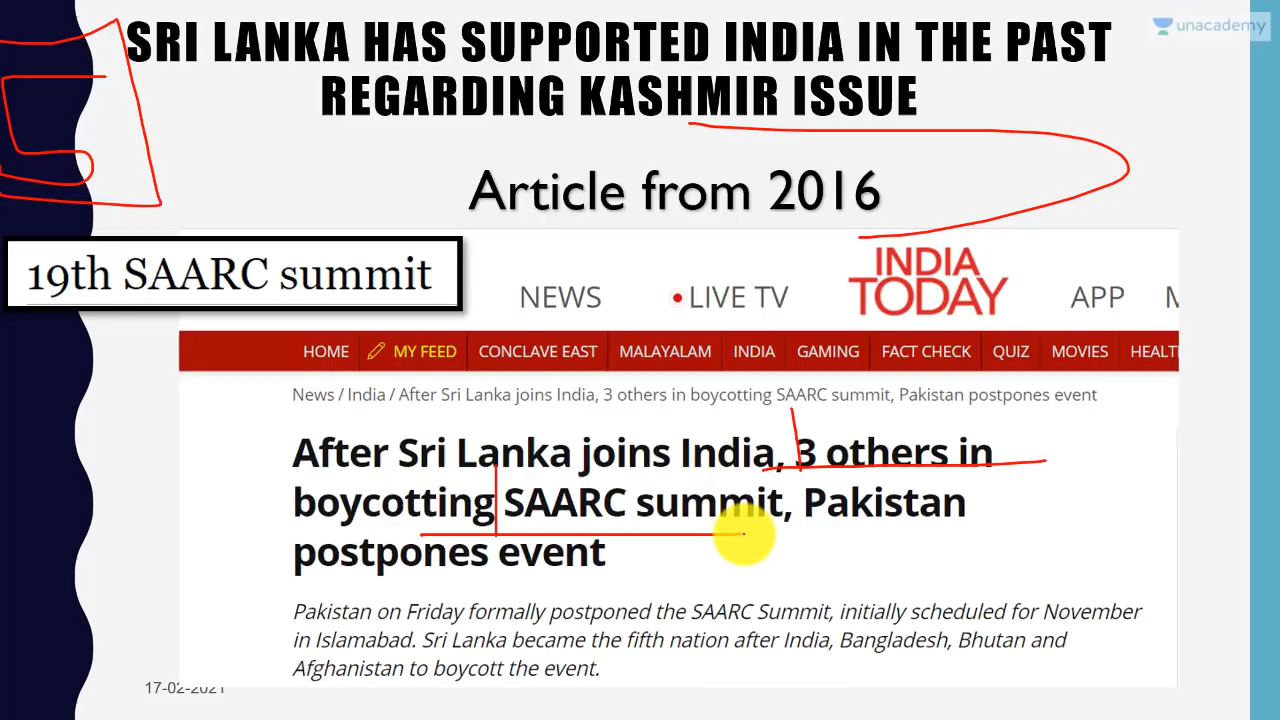 SRI LANKA HAS SUPPORTED INDIA IN THE PAST
REGARDING KASHMIR ISSUE
unacademy
Article from 2016
19th SAARC summit
NEWS LIVE TV INDIA TODAY APP
HOME MY FEED CONCLAVE EAST MALAYALAM INDIA GAMING FACT CHECK QUIZ MOVIES HEALT
News / India / After Sri Lanka joins India, 3 others in boycotting SAARC summit, Pakistan postpones event
After Sri Lanka joins India, 3 others in
boycotting SAARC summit, Pakistan
postpones event
Pakistan on Friday formally postponed the SAARC Summit, initially scheduled for November
in Islamabad. Sri Lanka became the fifth nation after India, Bangladesh, Bhutan and
Afghanistan to boycott the event.
17-02-2021